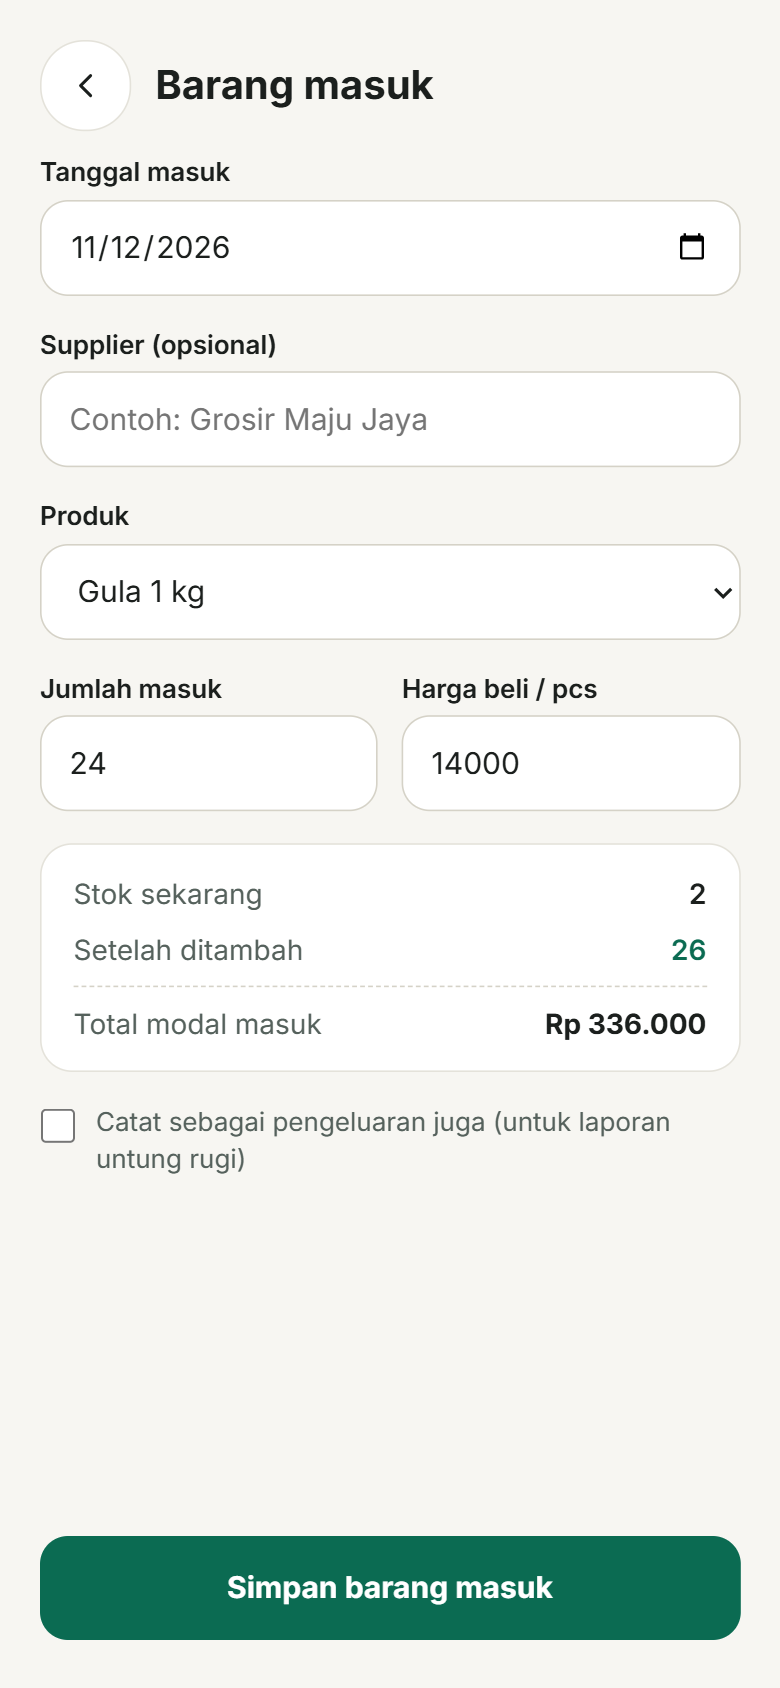 Barang masuk
Tanggal masuk
11/12/2026
Supplier (opsional)
Contoh: Grosir Maju Jaya
Produk
Gula 1 kg
Jumlah masuk
Harga beli / pcs
24
14000
Stok sekarang 2
Setelah ditambah 26
Total modal masuk Rp 336.000
Catat sebagai pengeluaran juga (untuk laporan
untung rugi)
Simpan barang masuk